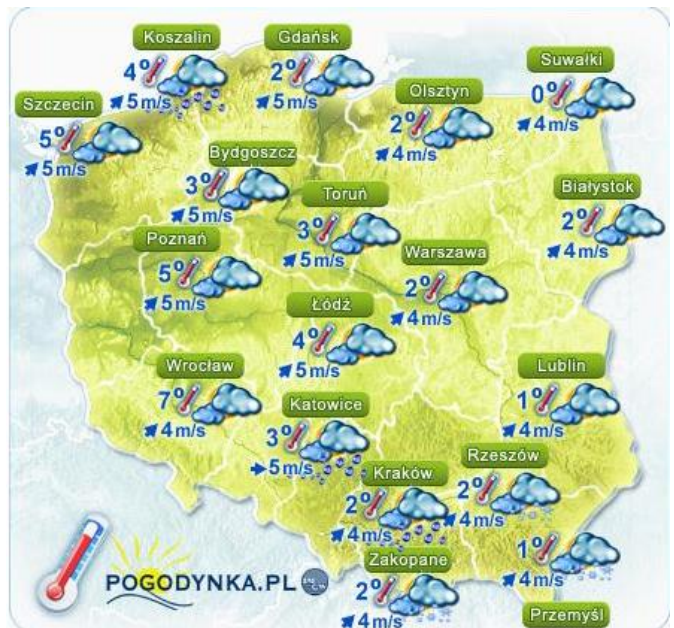 Koszalin
4°
5 m/s
Gdańsk
2°
5 m/s
Suwałki
0°
4 m/s
Szczecin
5°
5 m/s
Olsztyn
2°
4 m/s
Bydgoszcz
3°
5 m/s
Toruń
3°
5 m/s
Białystok
2°
4 m/s
Poznań
5°
5 m/s
Warszawa
2°
4 m/s
Łódź
4°
5 m/s
Wrocław
7°
4 m/s
Katowice
3°
5 m/s
Lublin
1°
4 m/s
Kraków
2°
4 m/s
Rzeszów
2°
4 m/s
Zakopane
2°
4 m/s
1°
4 m/s
Przemyśl
POGODYNKA.PL